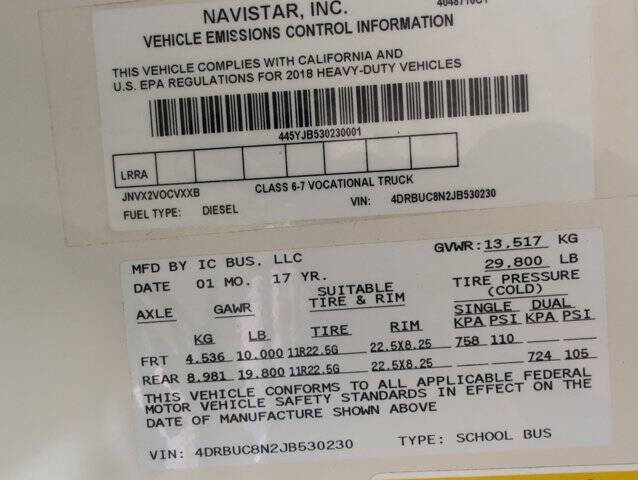 NAVISTAR, INC.
VEHICLE EMISSIONS CONTROL INFORMATION
THIS VEHICLE COMPLIES WITH CALIFORNIA AND
U.S. EPA REGULATIONS FOR 2018 HEAVY-DUTY VEHICLES
445YJB530230001
LRRA
JNVX2VOCVXXB CLASS 6-7 VOCATIONAL TRUCK
FUEL TYPE: DIESEL VIN: 4DRBUC8N2JB530230
MFD BY IC BUS, LLC GVWR: 13.517 KG
DATE 01 MO. 17 YR. 29.800 LB
AXLE GAWR SUITABLE TIRE & RIM TIRE PRESSURE (COLD)
SINGLE DUAL
KG LB TIRE RIM KPA PSI KPA PSI
FRT 4.536 10.000 11R22.5G 22.5X8.25 758 110
REAR 8.981 19.800 11R22.5G 22.5X8.25 724 105
THIS VEHICLE CONFORMS TO ALL APPLICABLE FEDERAL
MOTOR VEHICLE SAFETY STANDARDS IN EFFECT ON THE
DATE OF MANUFACTURE SHOWN ABOVE
VIN: 4DRBUC8N2JB530230 TYPE: SCHOOL BUS